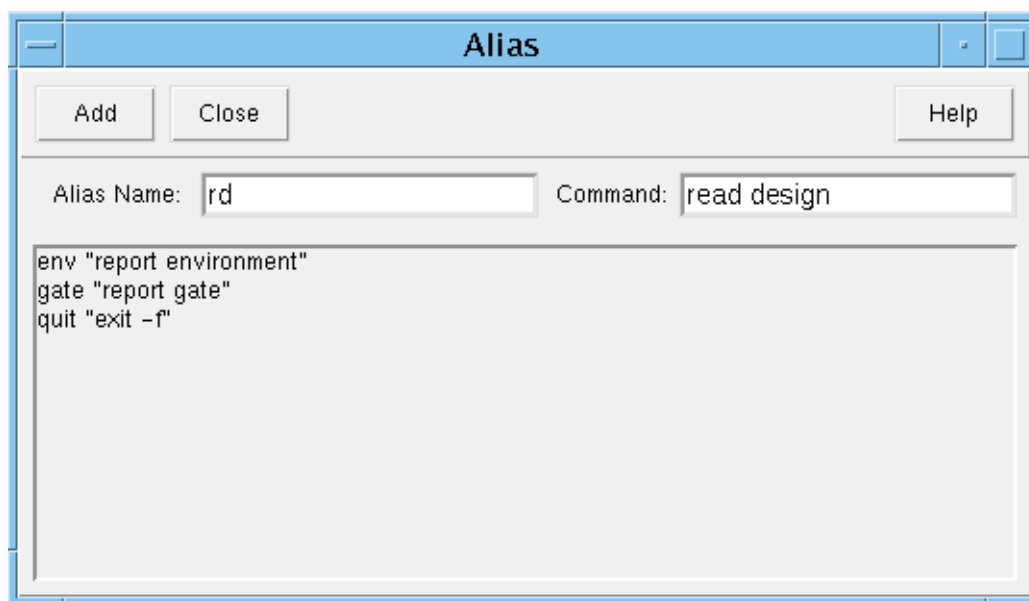 Alias
Add Close Help
Alias Name: rd Command: read design
env "report environment"
gate "report gate"
quit "exit –f"